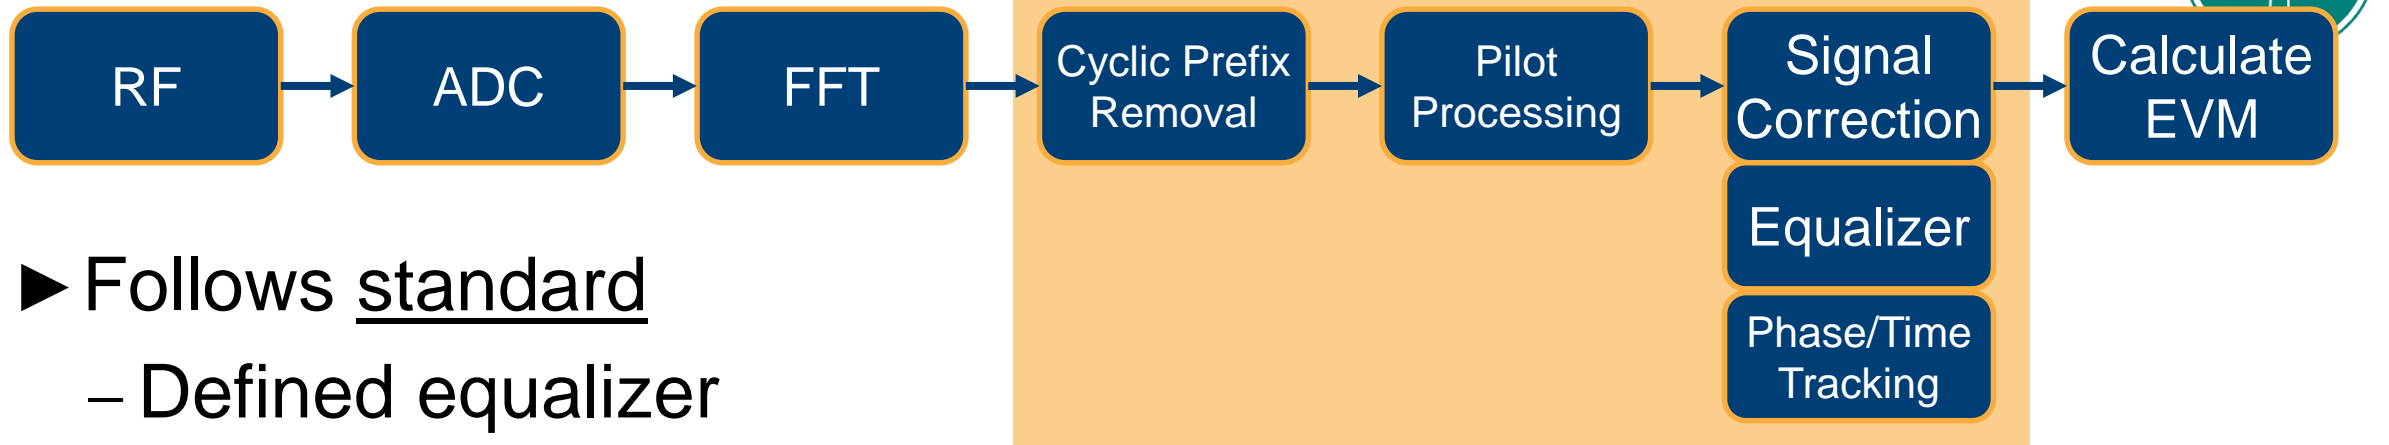 RF
ADC
FFT
Cyclic Prefix
Removal
Pilot
Processing
Signal
Correction
Calculate
EVM
Equalizer
Phase/Time
Tracking
►Follows standard
– Defined equalizer